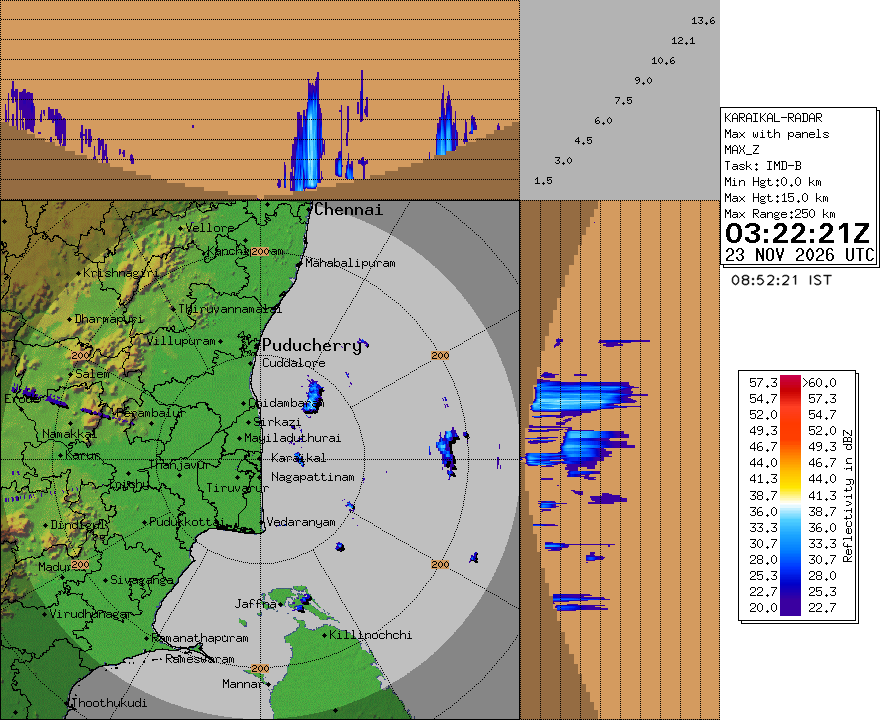 13.6
12.1
10.6
9.0
7.5
6.0
4.5
3.0
1.5
KARAIKAL-RADAR
Max with panels
MAX_Z
Task: IMD-B
Min Hgt:0.0 km
Max Hgt:15.0 km
Max Range:250 km
03:22:21Z
23 NOV 2026 UTC
08:52:21 IST
Chennai
Vellore
200
Mahabalipuram
Krishnagiri
Thiruvannamalai
Dharmapuri
Villupuram
Puducherry
200
200
Cuddalore
Salem
Erode
Chidambaram
Perambalur
Sirkazi
Namakkal
Mayiladuthurai
Karur
Thanjavur
Karaikal
Nagapattinam
Tiruvarur
Dindigul
Pudukkottai
Vedaranyam
200
200
Madurai
Sivaganga
Jaffna
Virudhunagar
Ramanathapuram
Killinochchi
Rameswaram
200
Mannar
Thoothukudi
57.3 >60.0
54.7 57.3
52.0 54.7
49.3 52.0
46.7 49.3
44.0 46.7
41.3 44.0
38.7 41.3
36.0 38.7
33.3 36.0
30.7 33.3
28.0 30.7
25.3 28.0
22.7 25.3
20.0 22.7
Reflectivity in dBZ